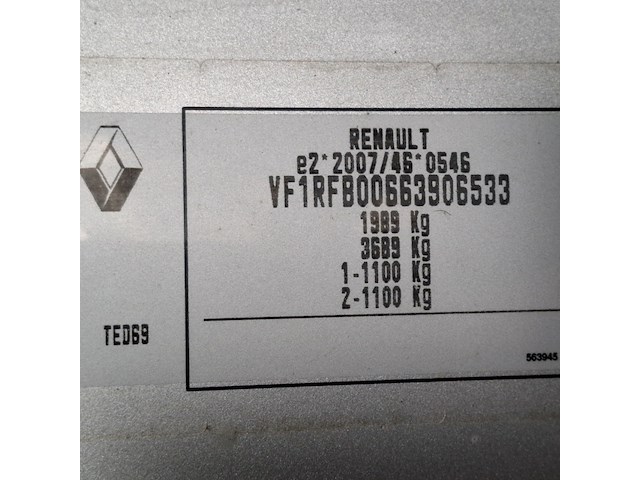 RENAULT
e2*2007/46*0546
VF1RFB00663906533
1989 Kg
3689 Kg
1-1100 Kg
2-1100 Kg
TED69
563945